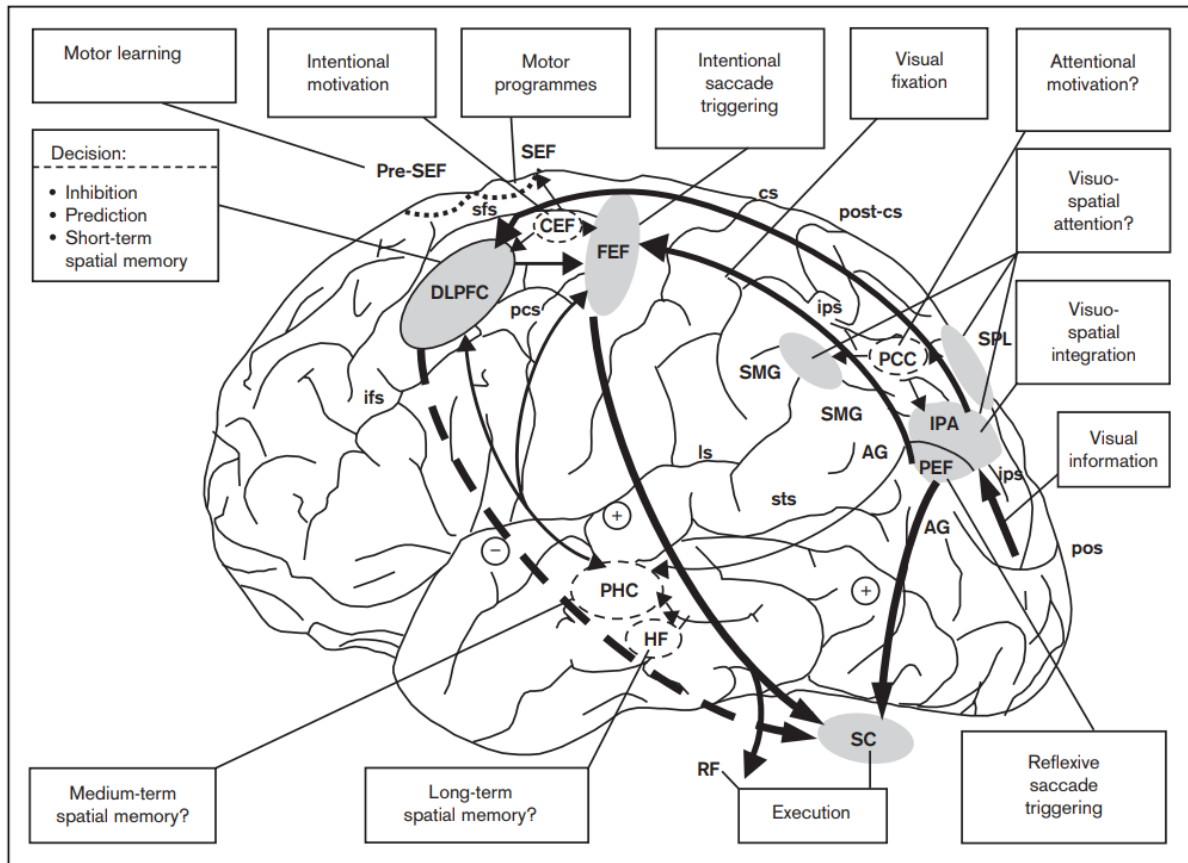 Motor learning
Intentional
motivation
Motor
programmes
Intentional
saccade
triggering
Visual
fixation
Attentional
motivation?
Decision:
• Inhibition
• Prediction
• Short-term
spatial memory
Visuo-
spatial
attention?
Visuo-
spatial
integration
Visual
information
Pre-SEF
SEF
sfs
CEF
FEF
cs
post-cs
DLPFC
pcs
ips
SPL
PCC
SMG
SMG
ifs
IPA
AG
PEF
ips
ls
sts
AG
pos
+
−
+
PHC
HF
SC
RF
Medium-term
spatial memory?
Long-term
spatial memory?
Execution
Reflexive
saccade
triggering